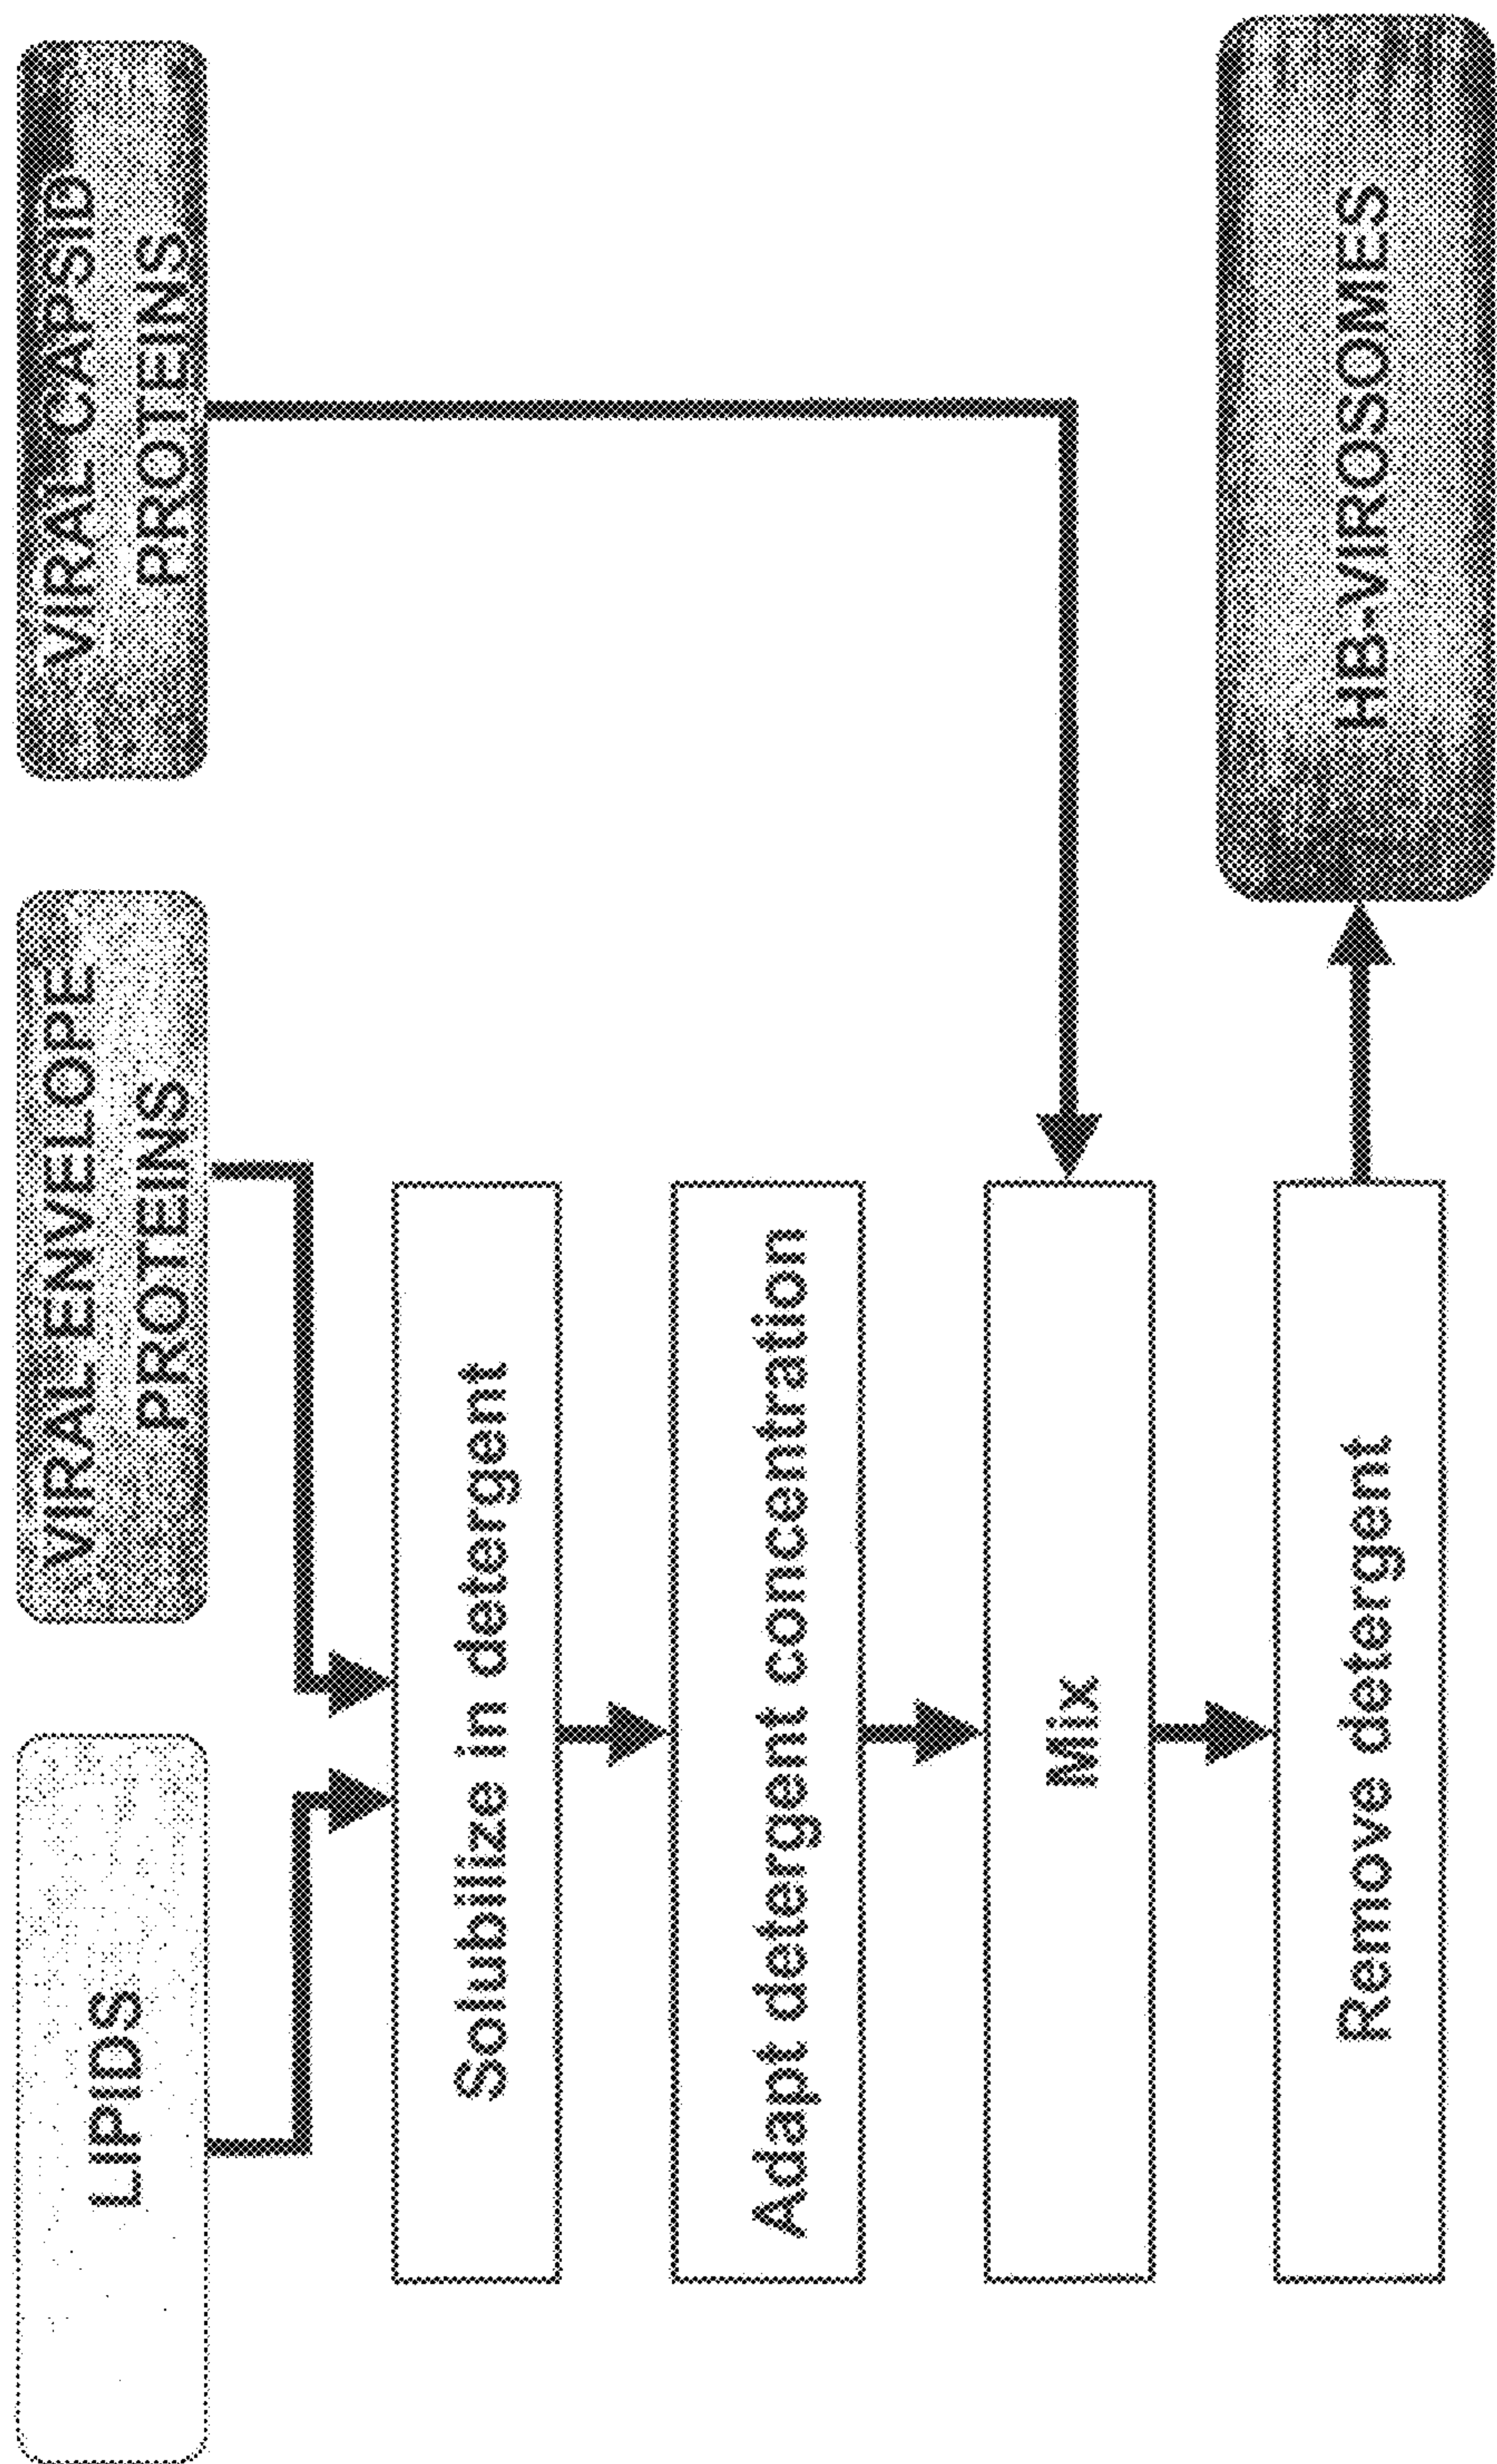 LIPIDS
VIRAL ENVELOPE
PROTEINS
VIRAL CAPSID
PROTEINS
Solubilize in detergent
Adapt detergent concentration
Mix
Remove detergent
HB-VIROSOMES